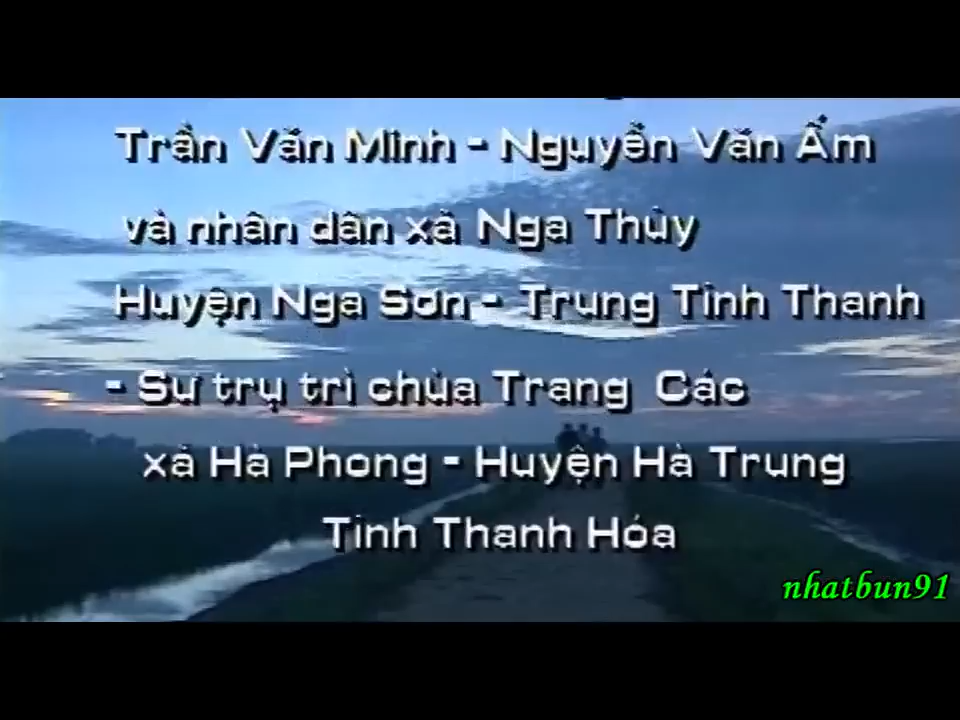 Trần Văn Minh - Nguyễn Văn Ẩm
và nhân dân xã Nga Thủy
Huyện Nga Sơn - Trung Tỉnh Thanh
- Sư trụ trì chùa Trang Các
xã Hà Phong - Huyện Hà Trung
Tỉnh Thanh Hóa
nhatbun91